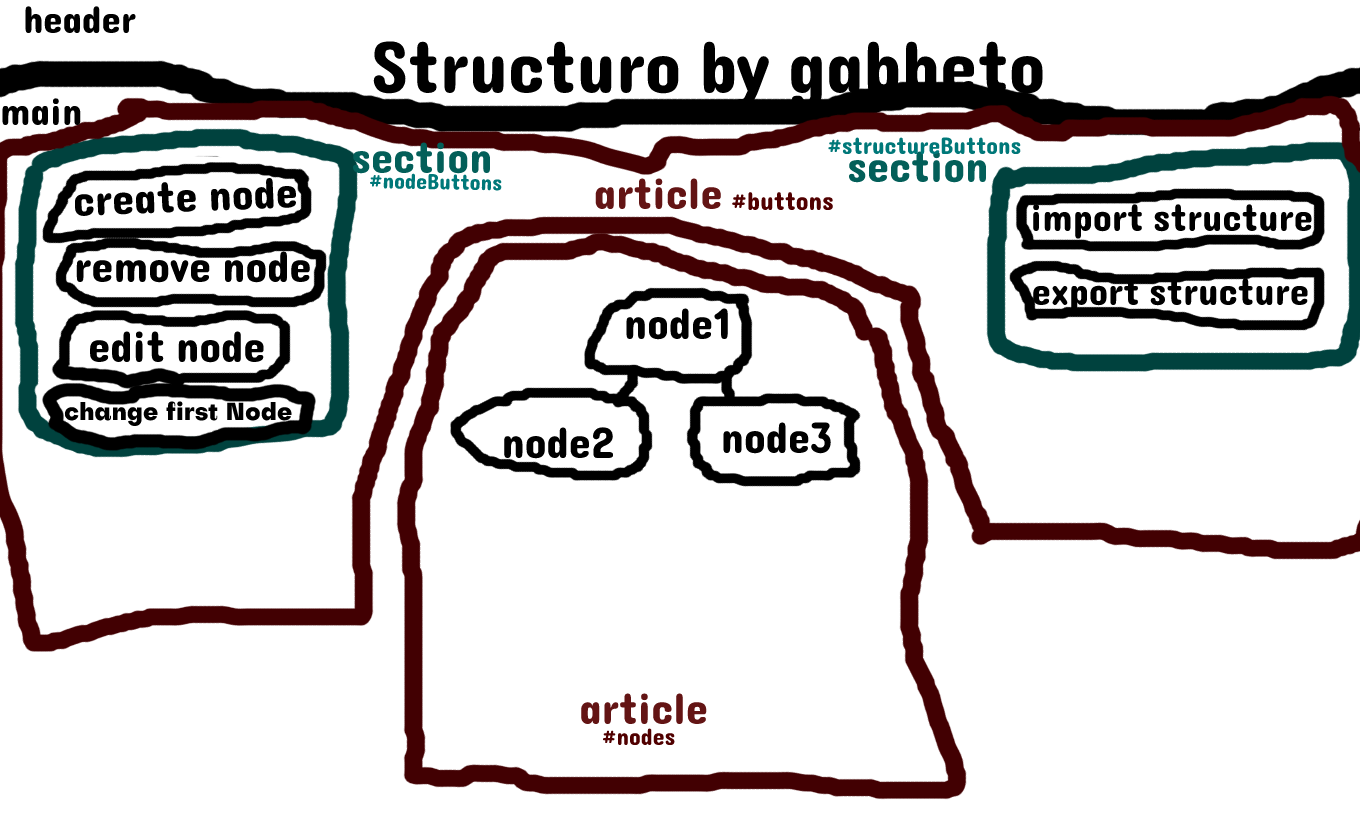 header
Structuro by gabbeto
main
section
#nodeButtons
#structureButtons
section
article #buttons
create node
remove node
edit node
change first Node
import structure
export structure
node1
node2
node3
article
#nodes